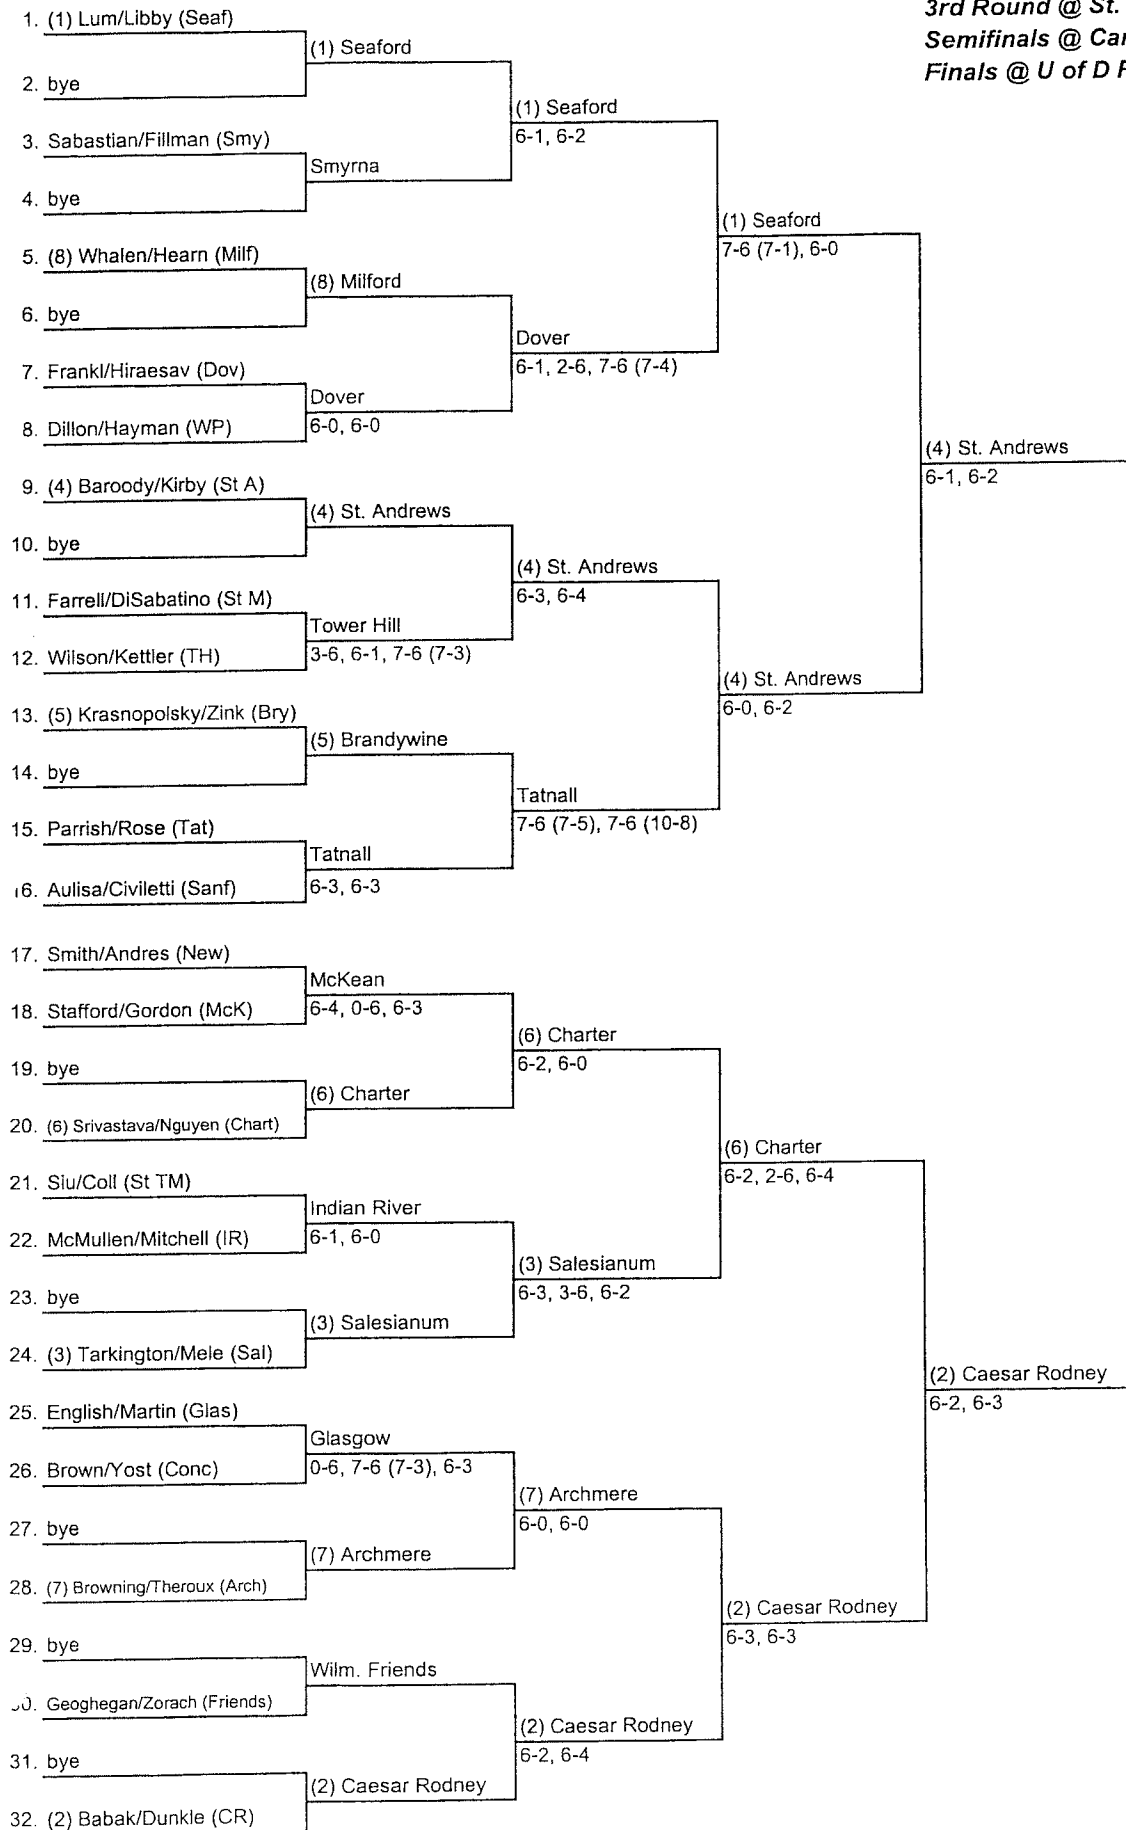 3rd Round @ St.
Semifinals @
Finals @ U of D
1. (1) Lum/Libby (Seaf)
(1) Seaford
2. bye
(1) Seaford
6-1, 6-2
3. Sabastian/Fillman (Smy)
Smyrna
4. bye
(1) Seaford
7-6 (7-1), 6-0
5. (8) Whalen/Hearn (Milf)
(8) Milford
6. bye
Dover
6-1, 2-6, 7-6 (7-4)
7. Frankl/Hiraesav (Dov)
Dover
6-0, 6-0
8. Dillon/Hayman (WP)
(4) St. Andrews
6-1, 6-2
9. (4) Baroody/Kirby (St A)
(4) St. Andrews
10. bye
(4) St. Andrews
6-3, 6-4
11. Farrell/DiSabatino (St M)
Tower Hill
3-6, 6-1, 7-6 (7-3)
12. Wilson/Kettler (TH)
(4) St. Andrews
6-0, 6-2
13. (5) Krasnopolsky/Zink (Bry)
(5) Brandywine
14. bye
Tatnall
7-6 (7-5), 7-6 (10-8)
15. Parrish/Rose (Tat)
Tatnall
6-3, 6-3
16. Aulisa/Civiletti (Sanf)
17. Smith/Andres (New)
McKean
6-4, 0-6, 6-3
18. Stafford/Gordon (McK)
(6) Charter
6-2, 6-0
19. bye
(6) Charter
20. (6) Srivastava/Nguyen (Chart)
(6) Charter
6-2, 2-6, 6-4
21. Siu/Coll (St TM)
Indian River
6-1, 6-0
22. McMullen/Mitchell (IR)
(3) Salesianum
6-3, 3-6, 6-2
23. bye
(3) Salesianum
24. (3) Tarkington/Mele (Sal)
(2) Caesar Rodney
6-2, 6-3
25. English/Martin (Glas)
Glasgow
0-6, 7-6 (7-3), 6-3
26. Brown/Yost (Conc)
(7) Archmere
6-0, 6-0
27. bye
(7) Archmere
28. (7) Browning/Theroux (Arch)
(2) Caesar Rodney
6-3, 6-3
29. bye
Wilm. Friends
30. Geoghegan/Zorach (Friends)
(2) Caesar Rodney
6-2, 6-4
31. bye
(2) Caesar Rodney
32. (2) Babak/Dunkle (CR)